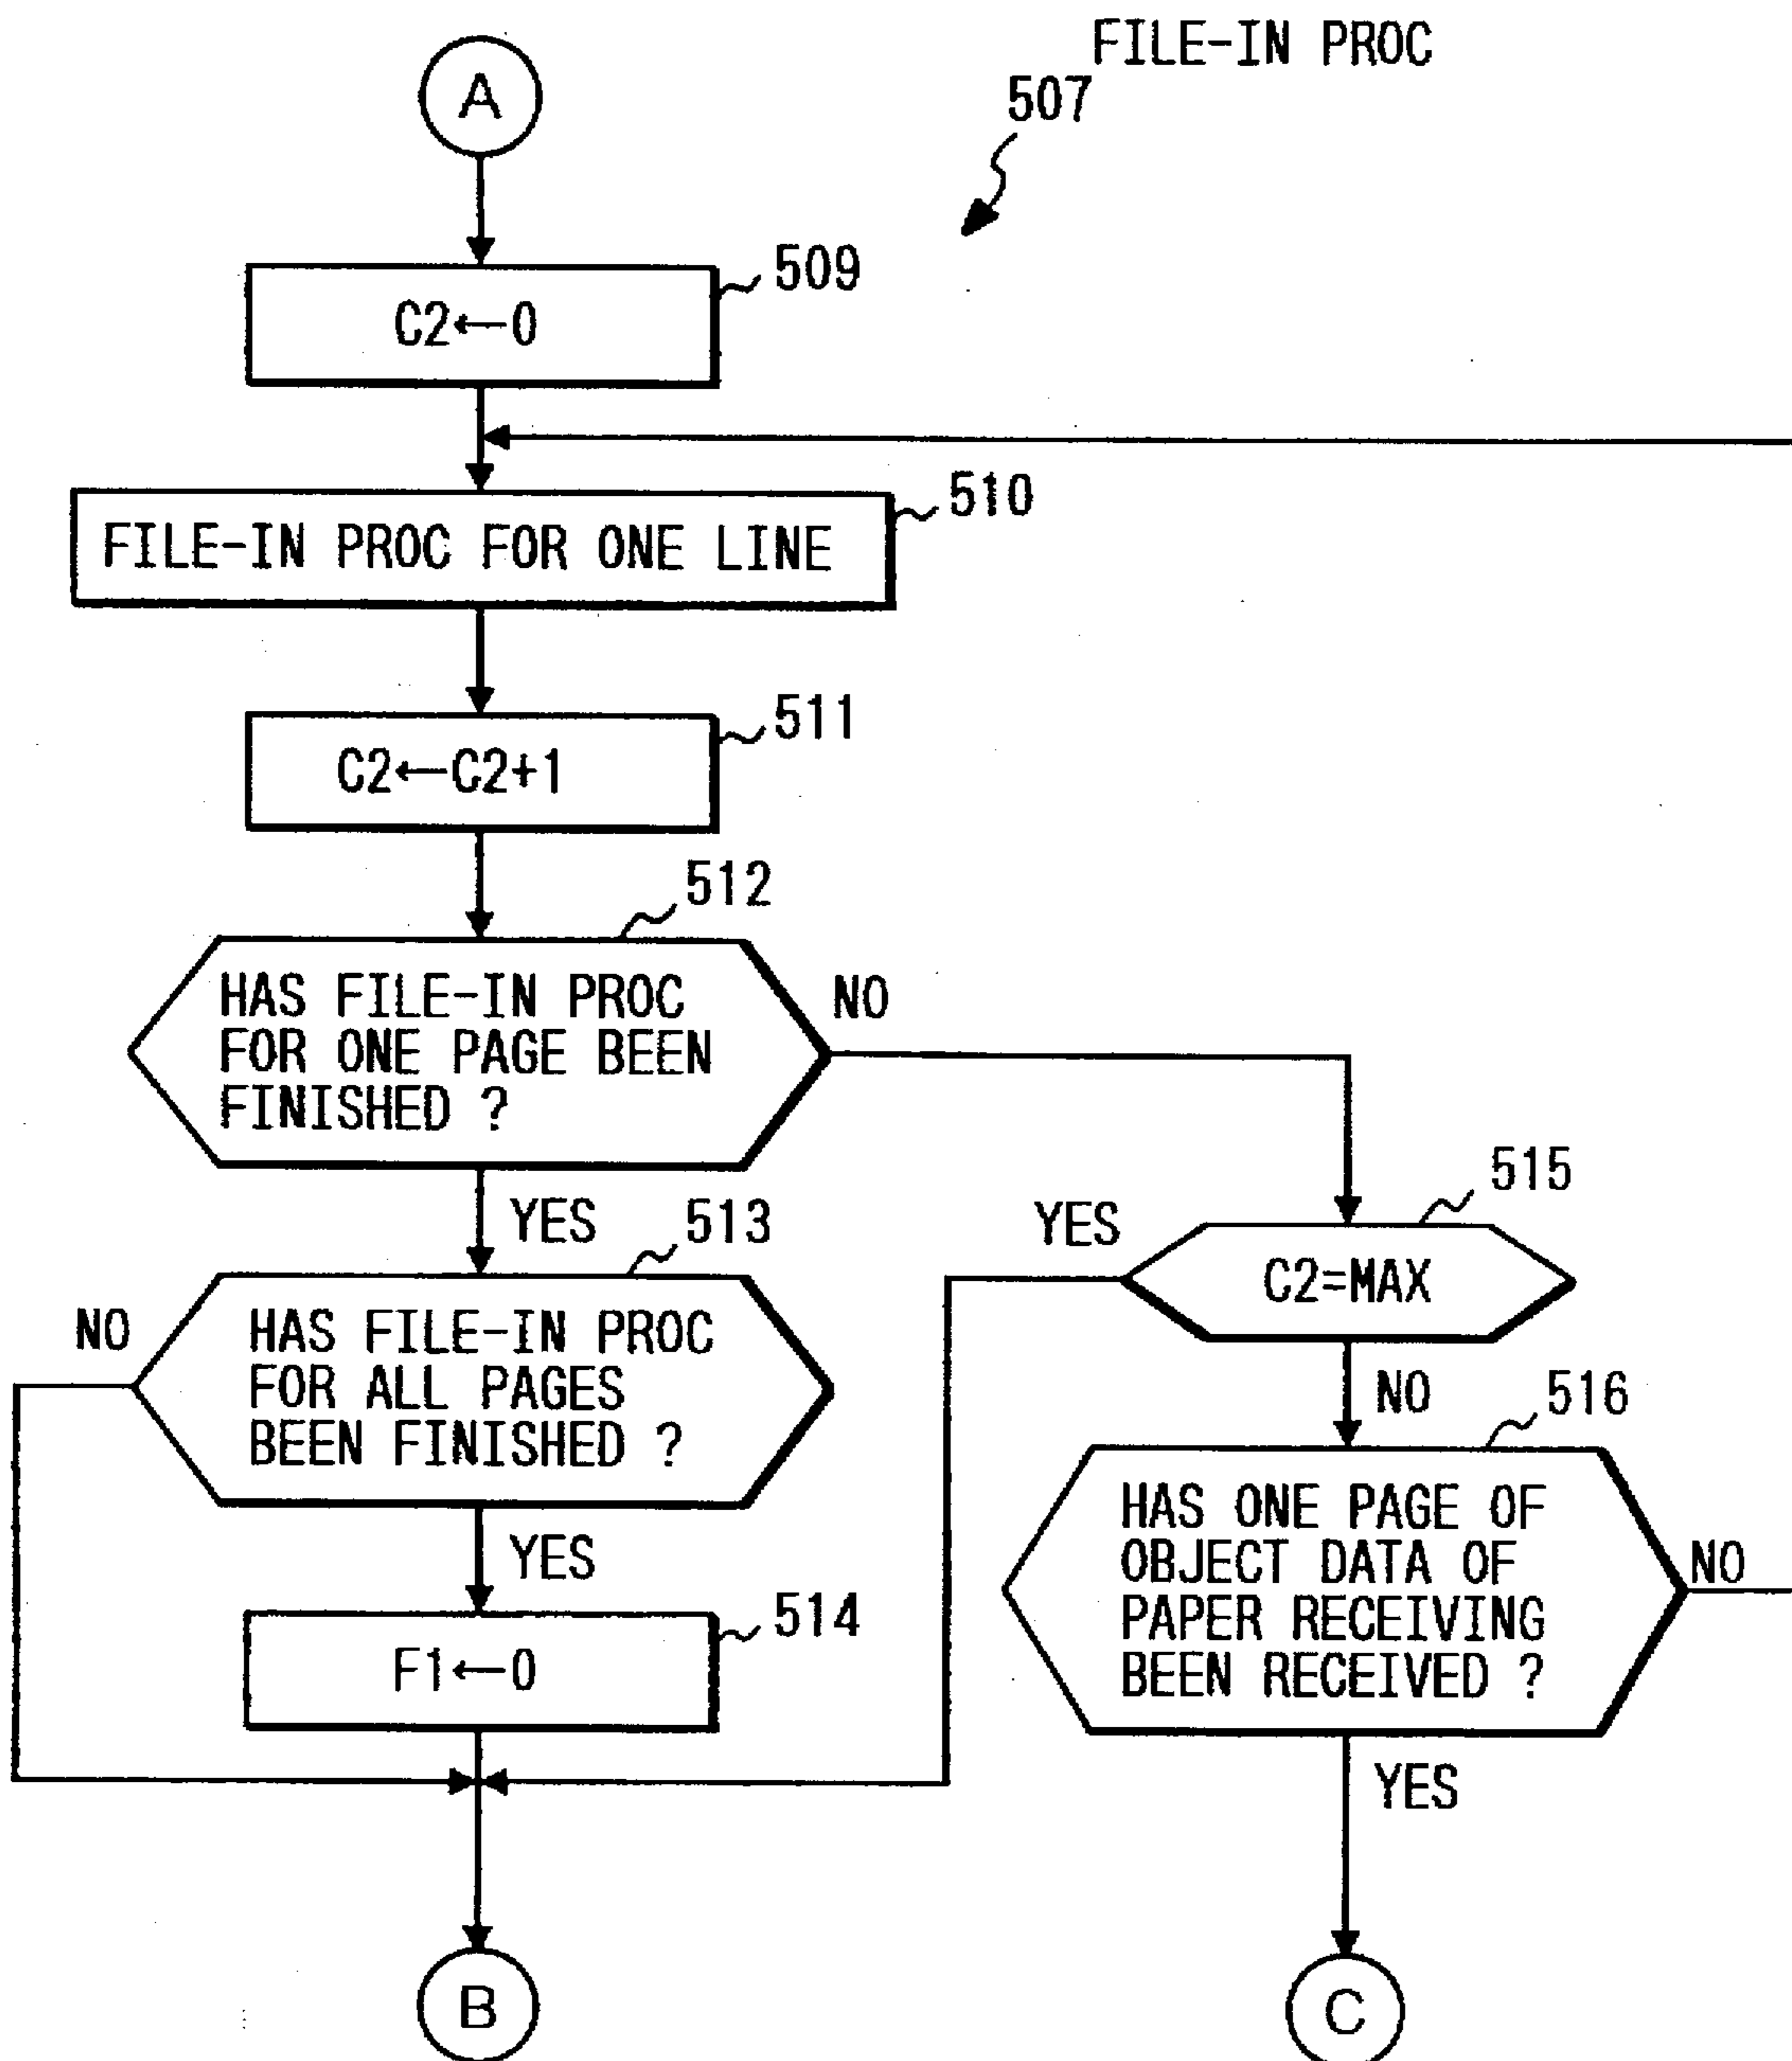 FILE-IN PROC
507
A
509
C2←0
510
FILE-IN PROC FOR ONE LINE
511
C2←C2+1
512
HAS FILE-IN PROC
FOR ONE PAGE BEEN
FINISHED ?
NO
YES
513
HAS FILE-IN PROC
FOR ALL PAGES
BEEN FINISHED ?
NO
YES
514
F1←0
B
515
C2=MAX
YES
NO
516
HAS ONE PAGE OF
OBJECT DATA OF
PAPER RECEIVING
BEEN RECEIVED ?
NO
YES
C